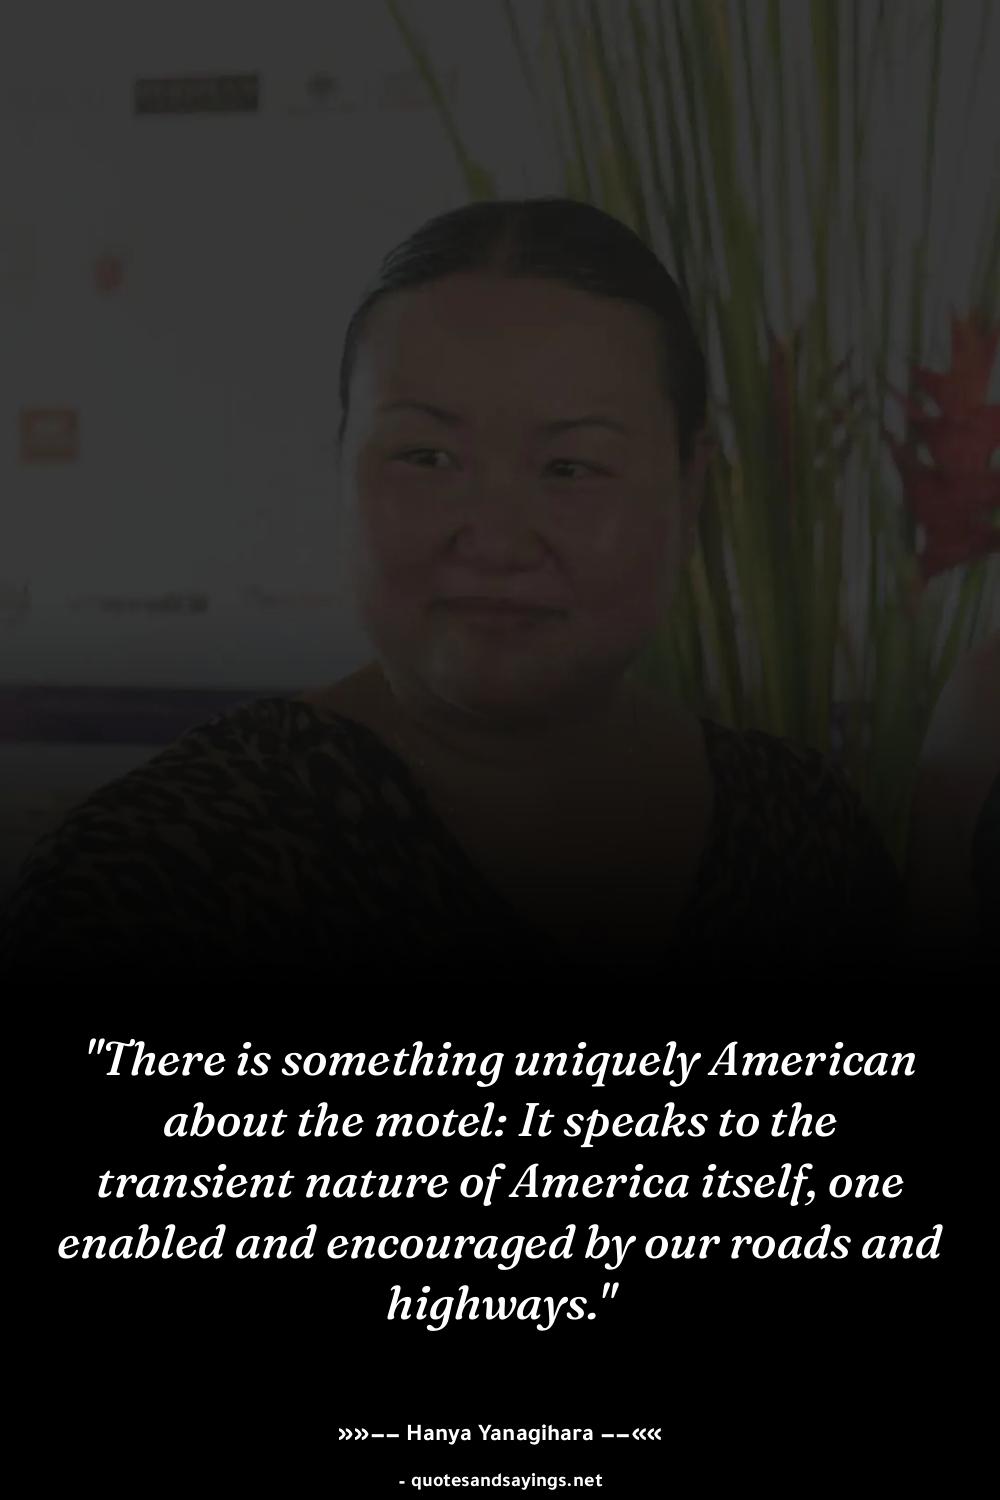 "There is something uniquely American
about the motel: It speaks to the
transient nature of America itself, one
enabled and encouraged by our roads and
highways."
»»–– Hanya Yanagihara ––««
- quotesandsayings.net